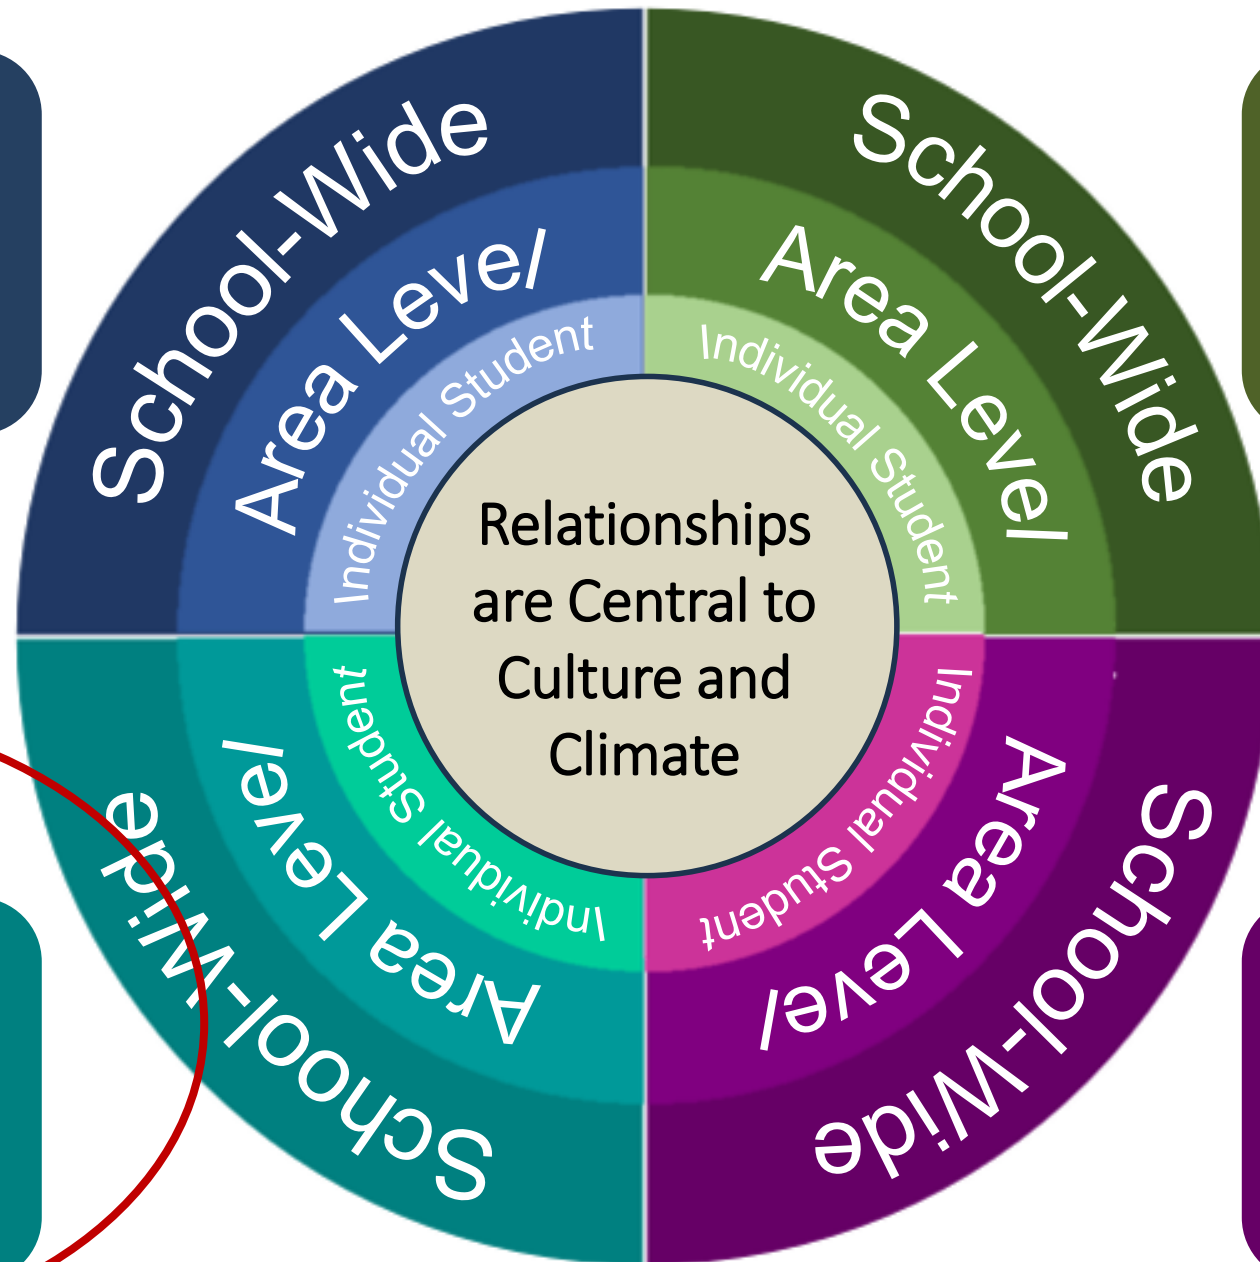 School-Wide
Area Level
Individual Student
School-Wide
Area Level
Individual Student
Relationships
are Central to
Culture and
Climate
Individual Student
Area Level
School-Wide
Individual Student
Area Level
School-Wide